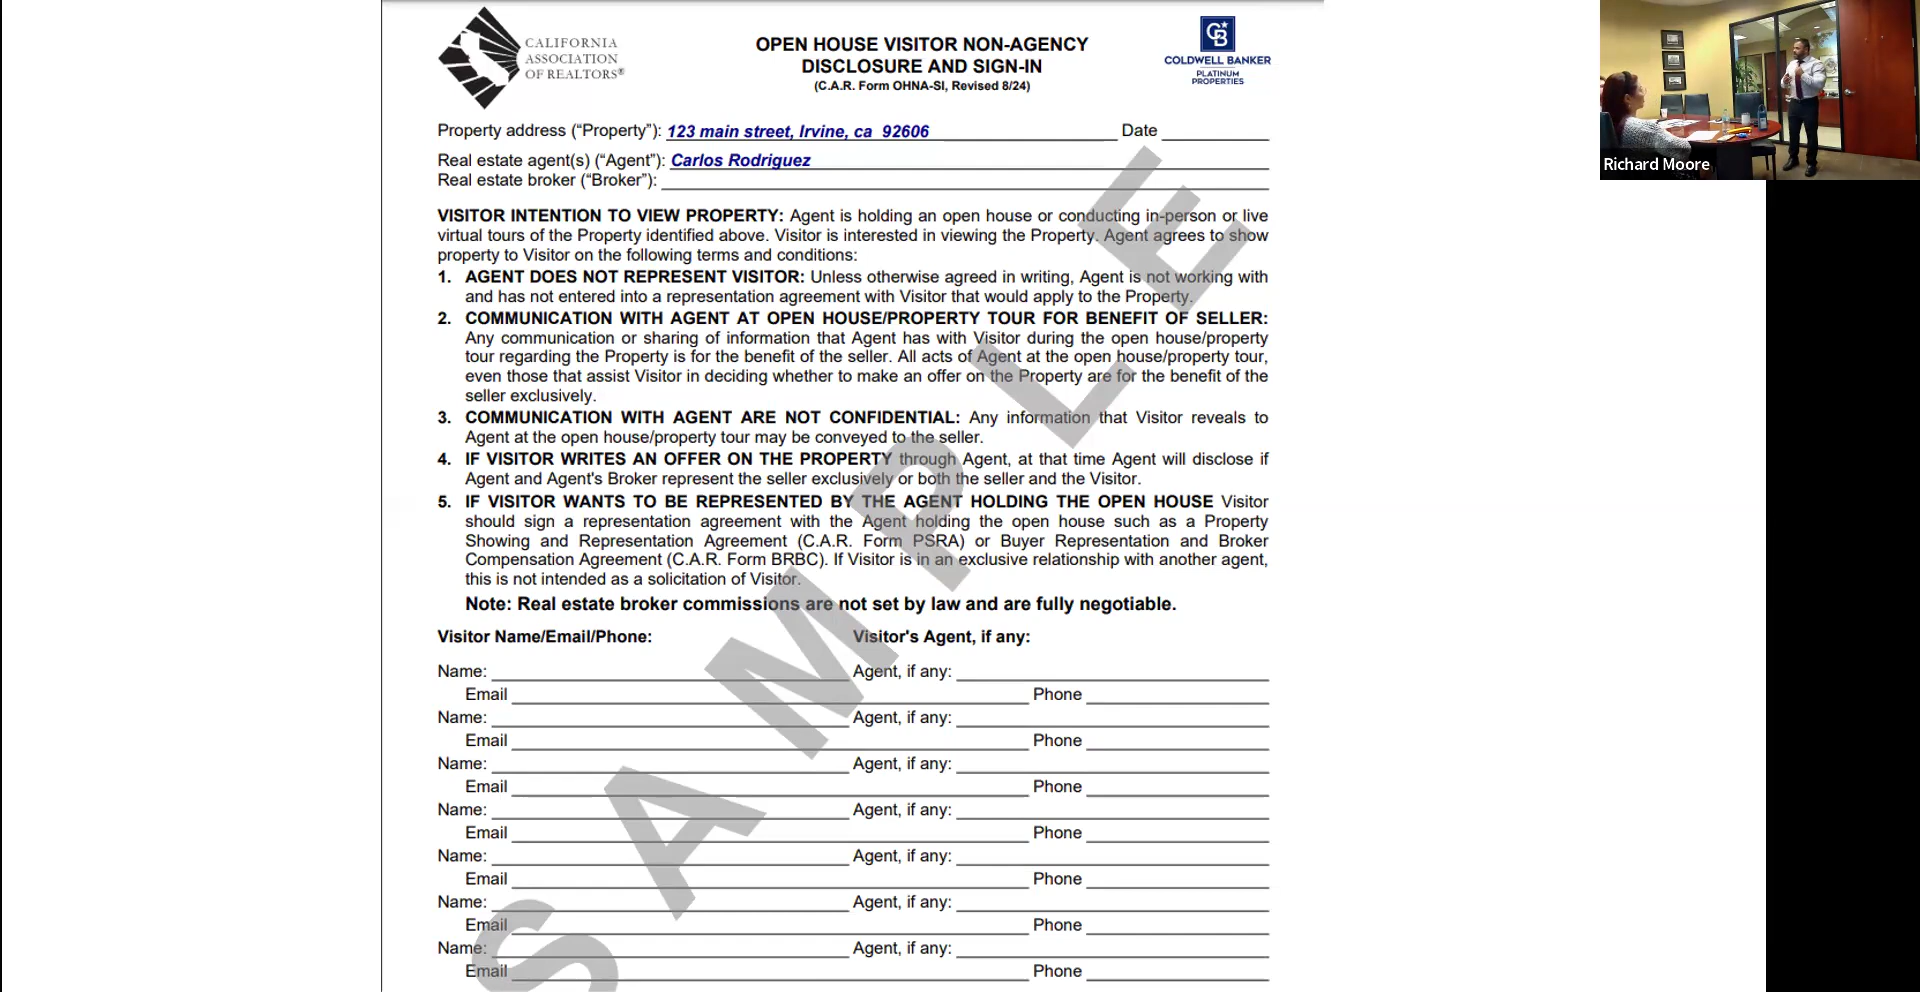 CALIFORNIA
ASSOCIATION
OF REALTORS®
OPEN HOUSE VISITOR NON-AGENCY
DISCLOSURE AND SIGN-IN
(C.A.R. Form OHNA-SI, Revised 8/24)
CB
COLDWELL BANKER
PLATINUM
PROPERTIES
Richard Moore
Property address (“Property”): 123 main street, Irvine, ca 92606 Date
Real estate agent(s) (“Agent”): Carlos Rodriguez
Real estate broker (“Broker”):
VISITOR INTENTION TO VIEW PROPERTY: Agent is holding an open house or conducting in-person or live
virtual tours of the Property identified above. Visitor is interested in viewing the Property. Agent agrees to show
property to Visitor on the following terms and conditions:
1. AGENT DOES NOT REPRESENT VISITOR: Unless otherwise agreed in writing, Agent is not working with
and has not entered into a representation agreement with Visitor that would apply to the Property.
2. COMMUNICATION WITH AGENT AT OPEN HOUSE/PROPERTY TOUR FOR BENEFIT OF SELLER:
Any communication or sharing of information that Agent has with Visitor during the open house/property
tour regarding the Property is for the benefit of the seller. All acts of Agent at the open house/property tour,
even those that assist Visitor in deciding whether to make an offer on the Property are for the benefit of the
seller exclusively.
3. COMMUNICATION WITH AGENT ARE NOT CONFIDENTIAL: Any information that Visitor reveals to
Agent at the open house/property tour may be conveyed to the seller.
4. IF VISITOR WRITES AN OFFER ON THE PROPERTY through Agent, at that time Agent will disclose if
Agent and Agent's Broker represent the seller exclusively or both the seller and the Visitor.
5. IF VISITOR WANTS TO BE REPRESENTED BY THE AGENT HOLDING THE OPEN HOUSE Visitor
should sign a representation agreement with the Agent holding the open house such as a Property
Showing and Representation Agreement (C.A.R. Form PSRA) or Buyer Representation and Broker
Compensation Agreement (C.A.R. Form BRBC). If Visitor is in an exclusive relationship with another agent,
this is not intended as a solicitation of Visitor.
Note: Real estate broker commissions are not set by law and are fully negotiable.
Visitor Name/Email/Phone: Visitor's Agent, if any:
Name: Agent, if any:
Email Phone
Name: Agent, if any:
Email Phone
Name: Agent, if any:
Email Phone
Name: Agent, if any:
Email Phone
Name: Agent, if any:
Email Phone
Name: Agent, if any:
Email Phone
Name: Agent, if any:
Email Phone
SAMPLE